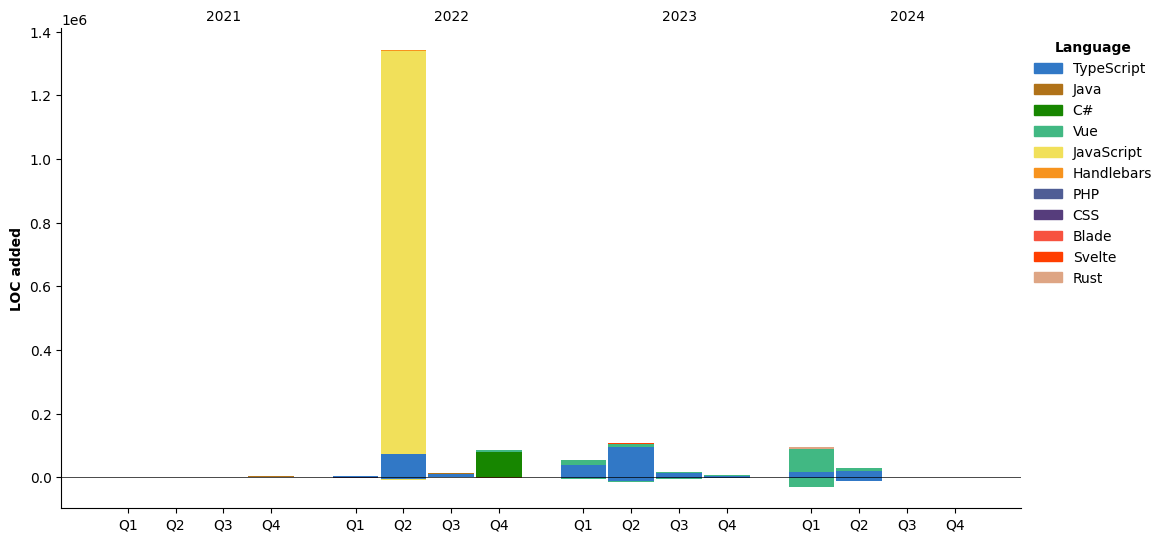 2021 2022 2023 2024
1e6
1.4
1.2
1.0
0.8
0.6
0.4
0.2
0.0
LOC added
Q1 Q2 Q3 Q4 Q1 Q2 Q3 Q4 Q1 Q2 Q3 Q4 Q1 Q2 Q3 Q4
Language
TypeScript
Java
C#
Vue
JavaScript
Handlebars
PHP
CSS
Blade
Svelte
Rust